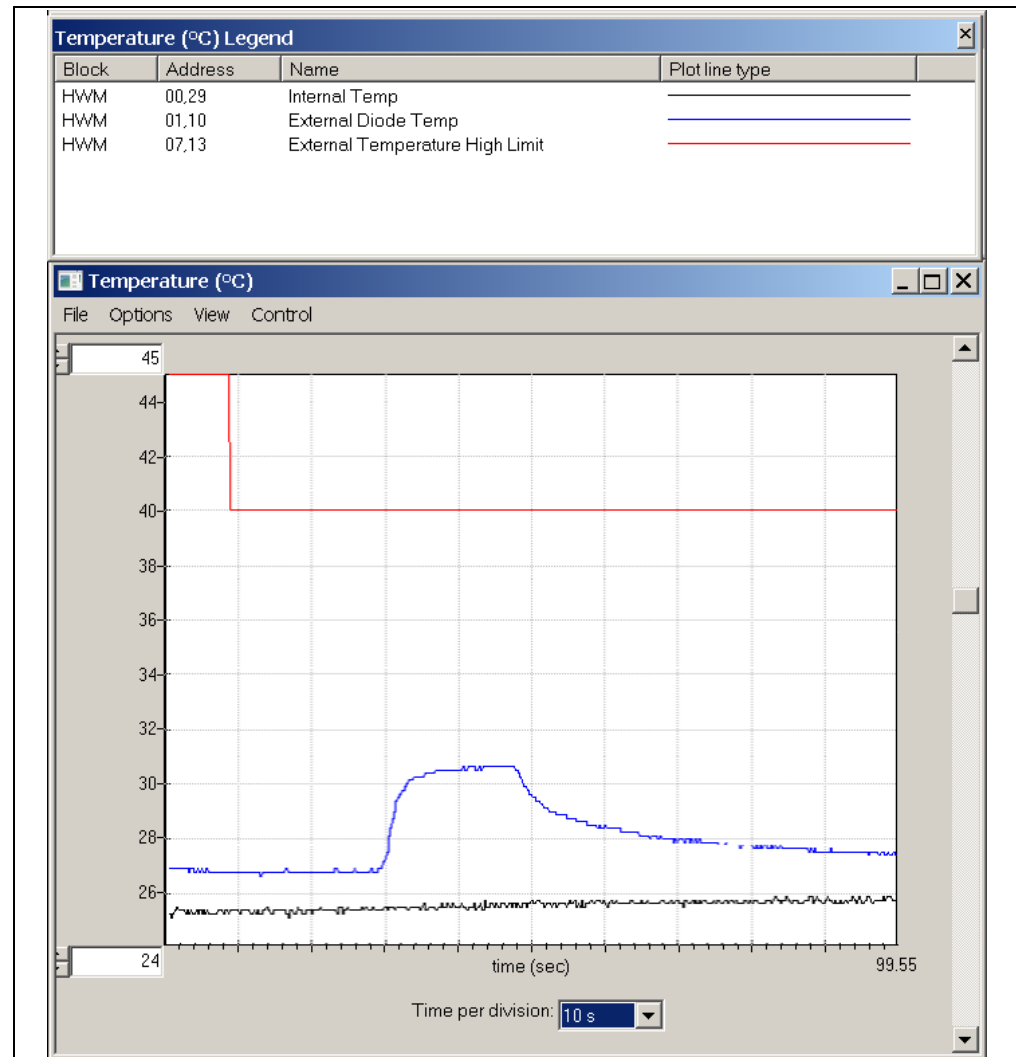 Temperature (ºC) Legend
Block Address Name Plot line type
HWM 00,29 Internal Temp
HWM 01,10 External Diode Temp
HWM 07,13 External Temperature High Limit
Temperature (ºC)
File Options View Control
45
44
42
40
38
36
34
32
30
28
26
24
time (sec) 99.55
Time per division: 10 s